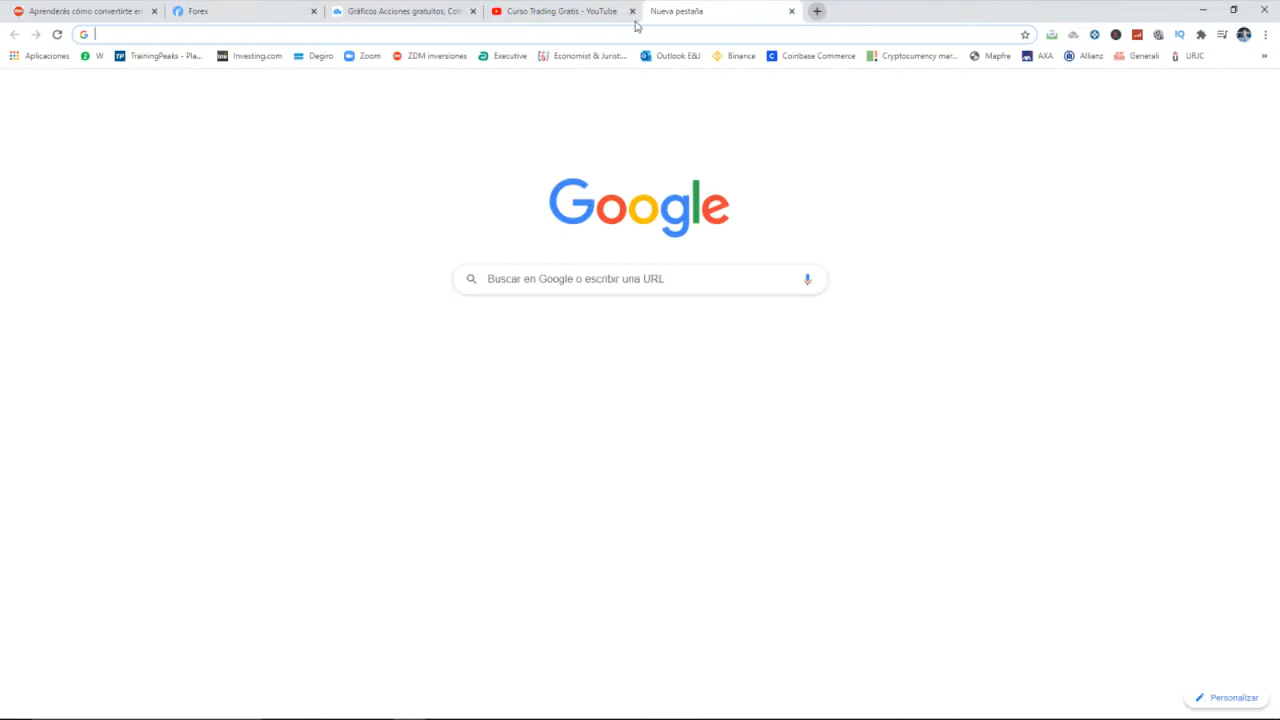 Aprenderás cómo convertirte en
Forex
Gráficos Acciones gratuitos, Coti
Curso Trading Gratis - YouTube
Nueva pestaña
Aplicaciones
W
TrainingPeaks - Pla...
Investing.com
Degiro
Zoom
ZDM inversiones
Executive
Economist & Jurist:...
Outlook E&J
Binance
Coinbase Commerce
Cryptocurrency mar...
Mapfre
AXA
Allianz
Generali
URJC
Google
Buscar en Google o escribir una URL
Personalizar